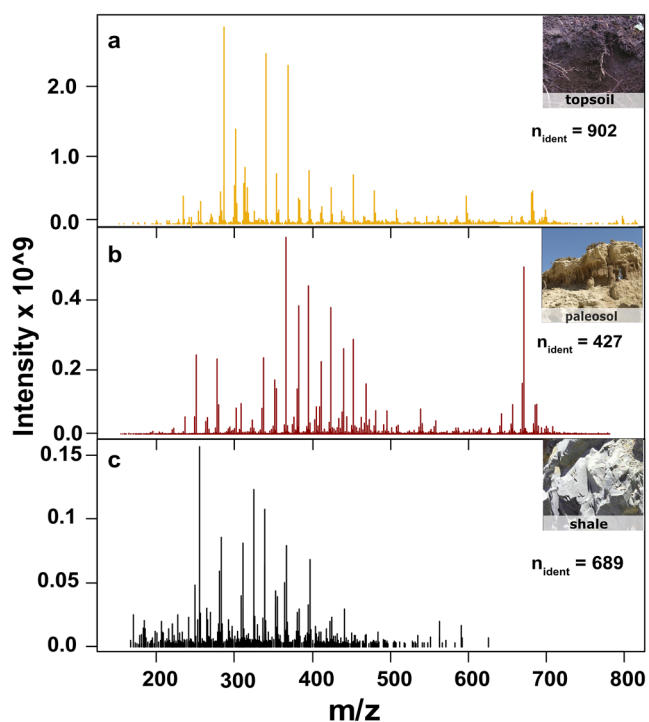 a
topsoil
n_ident = 902
2.0
1.0
0.0
b
paleosol
n_ident = 427
0.4
0.2
0.0
Intensity x 10^9
c
shale
n_ident = 689
0.15
0.1
0.05
0.0
200 300 400 500 600 700 800
m/z